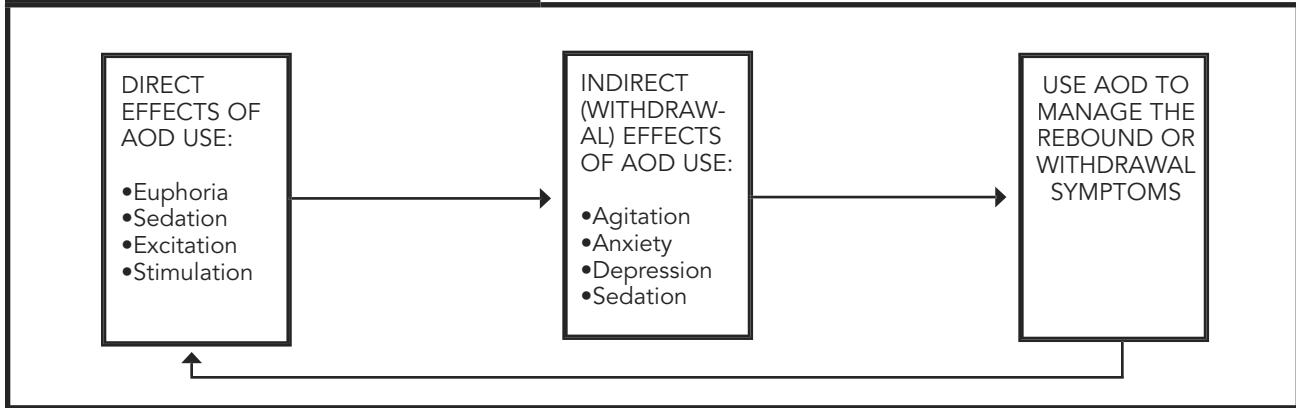 DIRECT
EFFECTS OF
AOD USE:
•Euphoria
•Sedation
•Excitation
•Stimulation
INDIRECT
(WITHDRAW-
AL) EFFECTS
OF AOD USE:
•Agitation
•Anxiety
•Depression
•Sedation
USE AOD TO
MANAGE THE
REBOUND OR
WITHDRAWAL
SYMPTOMS